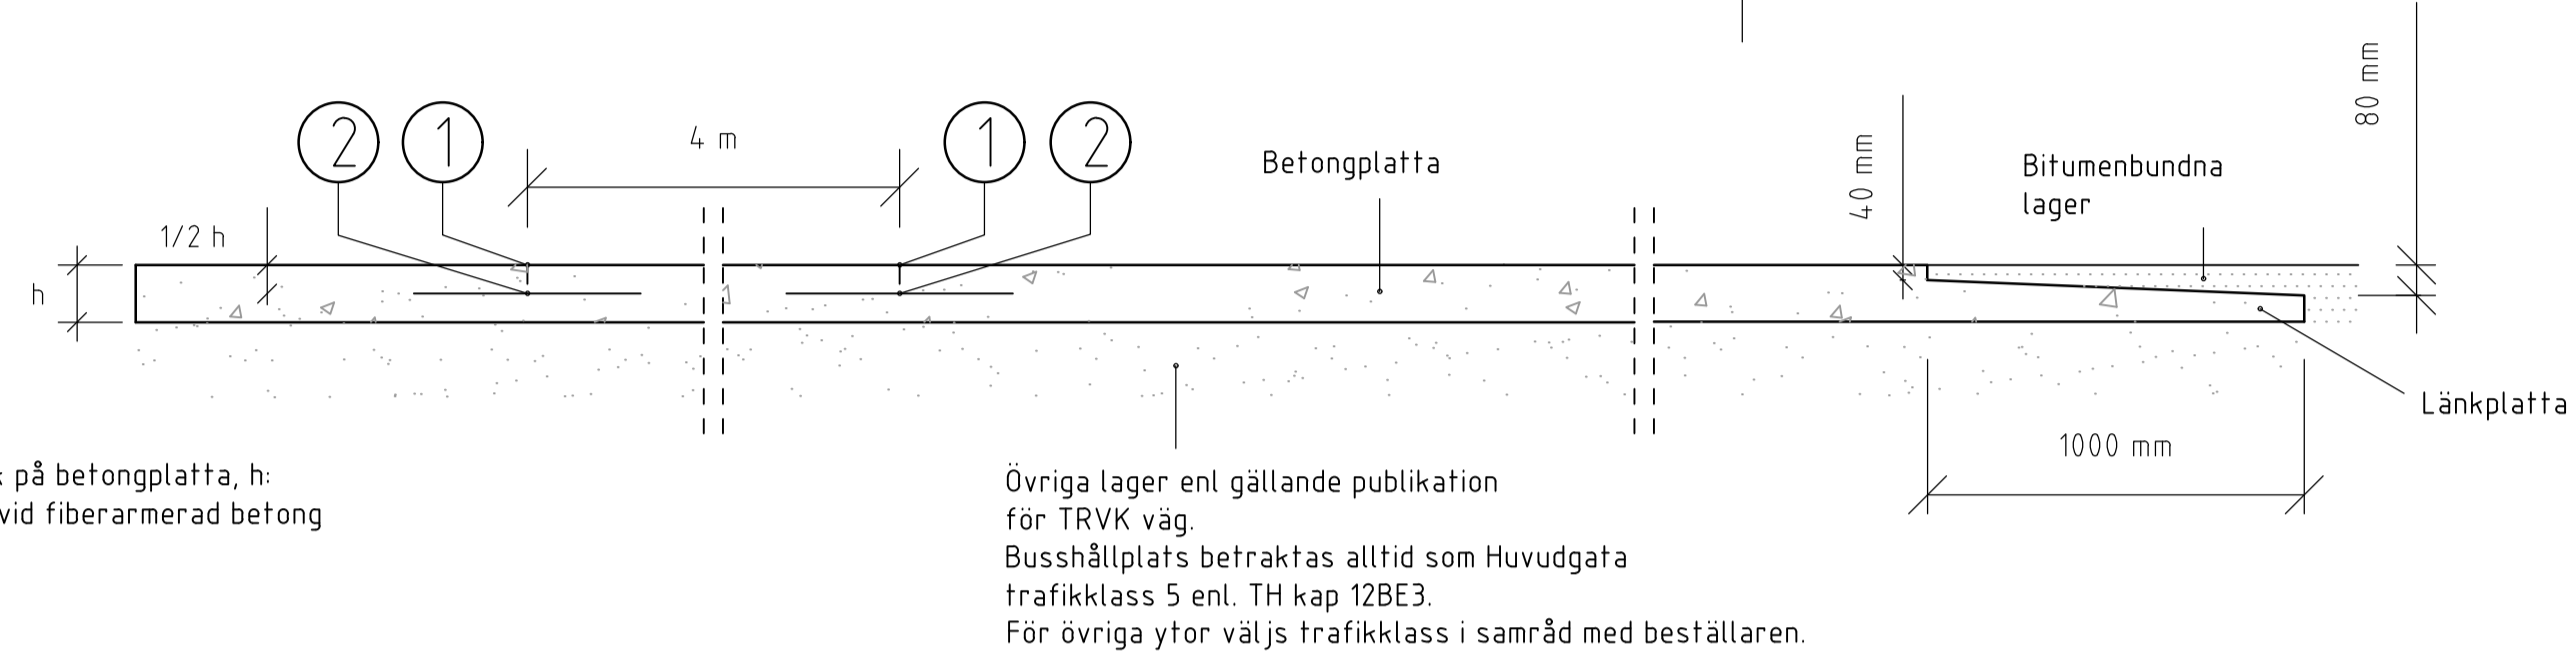 80 mm
2 1 4 m 1 2
Betongplatta
40 mm
Bitumenbundna
lager
1/2 h
h
Länkplatta
1000 mm
på betongplatta, h:
vid fiberarmerad betong
Övriga lager enl gällande publikation
för TRVK väg.
Busshållplats betraktas alltid som Huvudgata
trafikklass 5 enl. TH kap 12BE3.
För övriga ytor väljs trafikklass i samråd med beställaren.